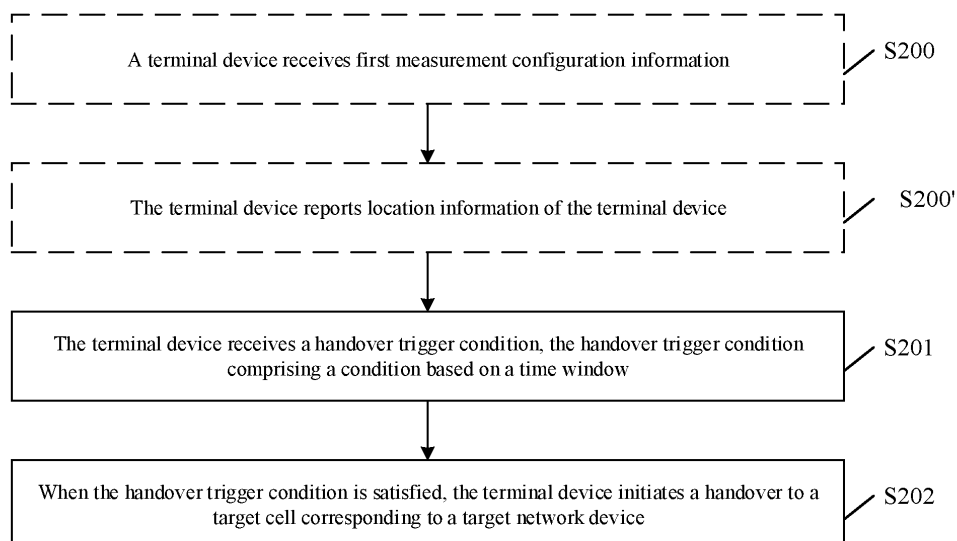 A terminal device receives first measurement configuration information
S200
The terminal device reports location information of the terminal device
S200'
The terminal device receives a handover trigger condition, the handover trigger condition
comprising a condition based on a time window
S201
When the handover trigger condition is satisfied, the terminal device initiates a handover to a
target cell corresponding to a target network device
S202